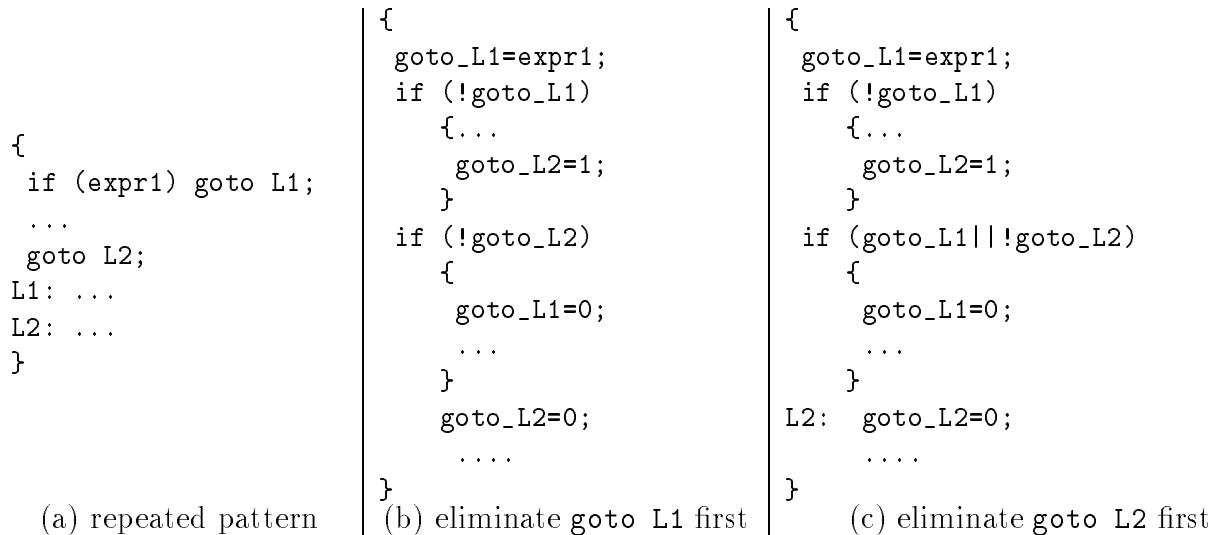 {
if (expr1) goto L1;
...
goto L2;
L1: ...
L2: ...
}
(a) repeated pattern
{
goto_L1=expr1;
if (!goto_L1)
{...
goto_L2=1;
}
if (!goto_L2)
{
goto_L1=0;
...
}
goto_L2=0;
....
}
(b) eliminate goto L1 first
{
goto_L1=expr1;
if (!goto_L1)
{...
goto_L2=1;
}
if (goto_L1||!goto_L2)
{
goto_L1=0;
...
}
L2: goto_L2=0;
....
}
(c) eliminate goto L2 first